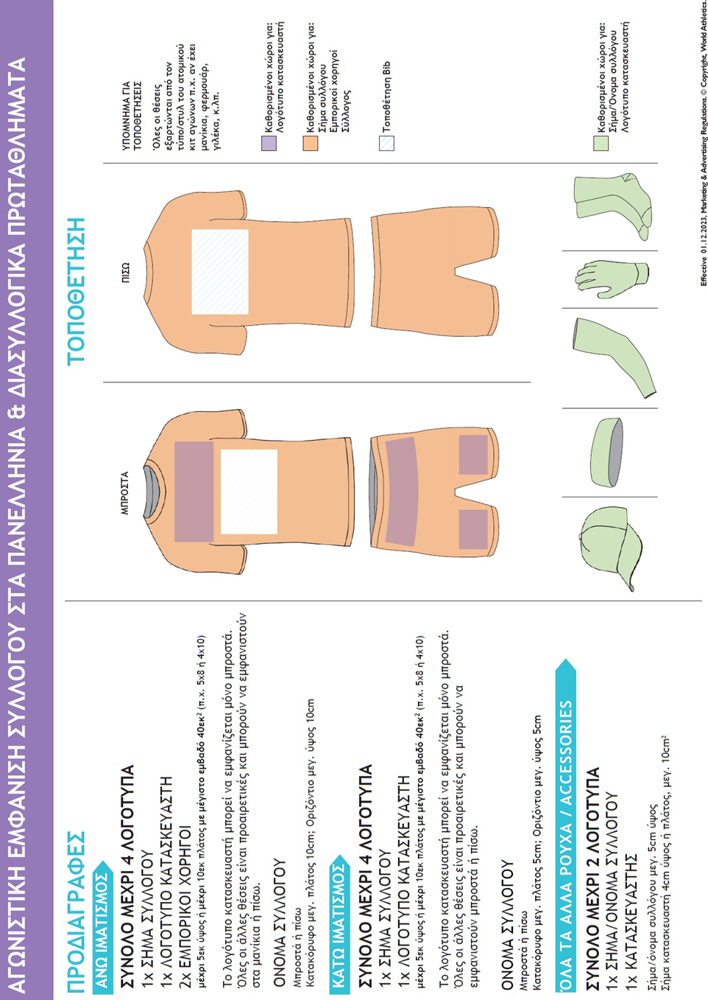 ΑΓΩΝΙΣΤΙΚΗ ΕΜΦΑΝΙΣΗ ΣΥΛΛΟΓΟΥ ΣΤΑ ΠΑΝΕΛΛΗΝΙΑ & ΔΙΑΣΥΛΛΟΓΙΚΑ ΠΡΩΤΑΘΛΗΜΑΤΑ
ΠΡΟΔΙΑΓΡΑΦΕΣ
ΑΝΩ ΙΜΑΤΙΣΜΟΣ
ΣΥΝΟΛΟ ΜΕΧΡΙ 4 ΛΟΓΟΤΥΠΑ
1x ΣΗΜΑ ΣΥΛΛΟΓΟΥ
1x ΛΟΓΟΤΥΠΟ ΚΑΤΑΣΚΕΥΑΣΤΗ
2x ΕΜΠΟΡΙΚΟΙ ΧΟΡΗΓΟΙ
μέχρι 5εκ ύψος ή μέχρι 10εκ πλάτος με μέγιστο εμβαδό 40εκ² (π.χ. 5x8 ή 4x10)
Το λογότυπο κατασκευαστή μπορεί να εμφανίζεται μόνο μπροστά.
Όλες οι άλλες θέσεις είναι προαιρετικές και μπορούν να εμφανιστούν
στα μανίκια ή πίσω.
ΟΝΟΜΑ ΣΥΛΛΟΓΟΥ
Μπροστά ή πίσω
Κατακόρυφο μεγ. πλάτος 10cm; Οριζόντιο μεγ. ύψος 10cm
ΚΑΤΩ ΙΜΑΤΙΣΜΟΣ
ΣΥΝΟΛΟ ΜΕΧΡΙ 4 ΛΟΓΟΤΥΠΑ
1x ΣΗΜΑ ΣΥΛΛΟΓΟΥ
1x ΛΟΓΟΤΥΠΟ ΚΑΤΑΣΚΕΥΑΣΤΗ
μέχρι 5εκ ύψος ή μέχρι 10εκ πλάτος με μέγιστο εμβαδό 40εκ² (π.χ. 5x8 ή 4x10)
Το λογότυπο κατασκευαστή μπορεί να εμφανίζεται μόνο μπροστά.
Όλες οι άλλες θέσεις είναι προαιρετικές και μπορούν να
εμφανιστούν μπροστά ή πίσω.
ΟΝΟΜΑ ΣΥΛΛΟΓΟΥ
Μπροστά ή πίσω
Κατακόρυφο μεγ. πλάτος 5cm; Οριζόντιο μεγ. ύψος 5cm
ΌΛΑ ΤΑ ΑΛΛΑ ΡΟΥΧΑ / ACCESSORIES
ΣΥΝΟΛΟ ΜΕΧΡΙ 2 ΛΟΓΟΤΥΠΑ
1x ΣΗΜΑ/ΟΝΟΜΑ ΣΥΛΛΟΓΟΥ
1x ΚΑΤΑΣΚΕΥΑΣΤΗΣ
Σήμα/όνομα συλλόγου μεγ. 5cm ύψος
Σήμα κατασκευαστή 4cm ύψος ή πλάτος, μεγ. 10cm²
ΤΟΠΟΘΕΤΗΣΗ
ΜΠΡΟΣΤΑ
ΠΙΣΩ
ΥΠΟΜΝΗΜΑ ΓΙΑ
ΤΟΠΟΘΕΤΗΣΕΙΣ
Όλες οι θέσεις
εξαρτώνται από τον
τύπο/στυλ του ατομικού
κιτ αγώνων π.χ. αν έχει
μανίκια, φερμουάρ,
γιλέκα, κ.λπ.
Καθορισμένοι χώροι για:
Λογότυπο κατασκευαστή
Καθορισμένοι χώροι για:
Σήμα συλλόγου
Εμπορικοί χορηγοί
Σύλλογος
Τοποθέτηση Bib
Καθορισμένοι χώροι για:
Σήμα/Όνομα συλλόγου
Λογότυπο κατασκευαστή
Effective 01.12.2023, Marketing & Advertising Regulations. © Copyright, World Athletics.